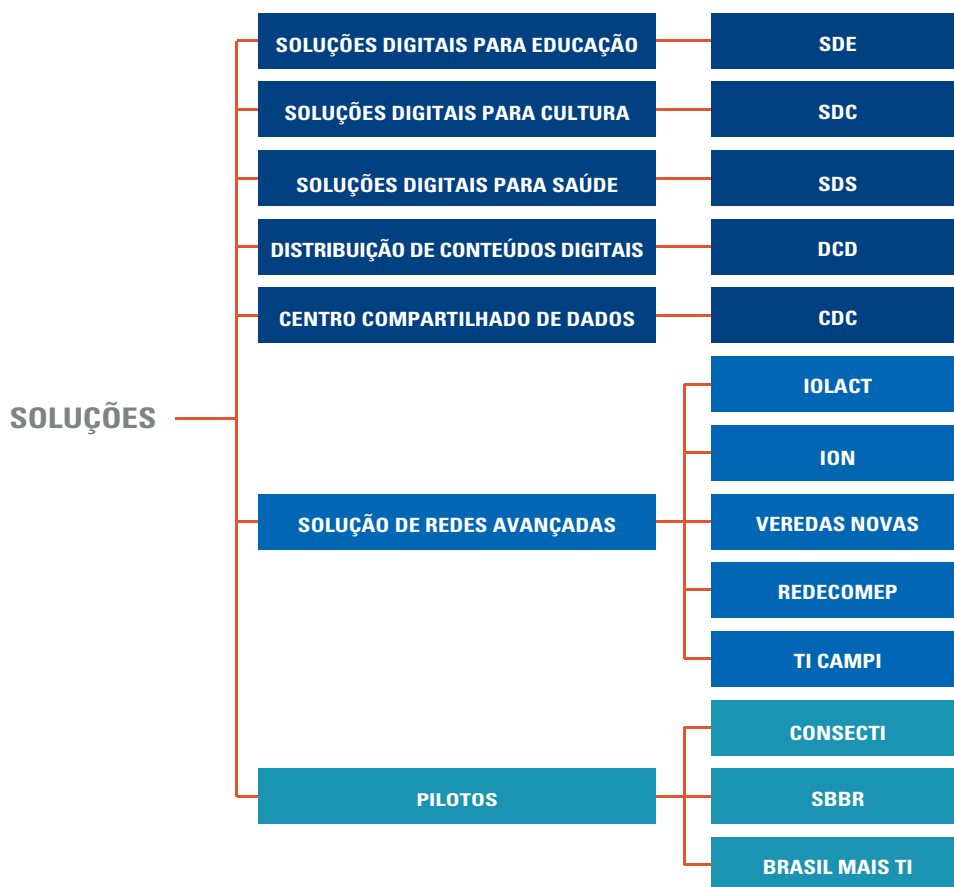 SOLUÇÕES
SOLUÇÕES DIGITAIS PARA EDUCAÇÃO
SDE
SOLUÇÕES DIGITAIS PARA CULTURA
SDC
SOLUÇÕES DIGITAIS PARA SAÚDE
SDS
DISTRIBUIÇÃO DE CONTEÚDOS DIGITAIS
DCD
CENTRO COMPARTILHADO DE DADOS
CDC
SOLUÇÃO DE REDES AVANÇADAS
IOLACT
ION
VEREDAS NOVAS
REDECOMEP
TI CAMPI
PILOTOS
CONSECTI
SBBR
BRASIL MAIS TI